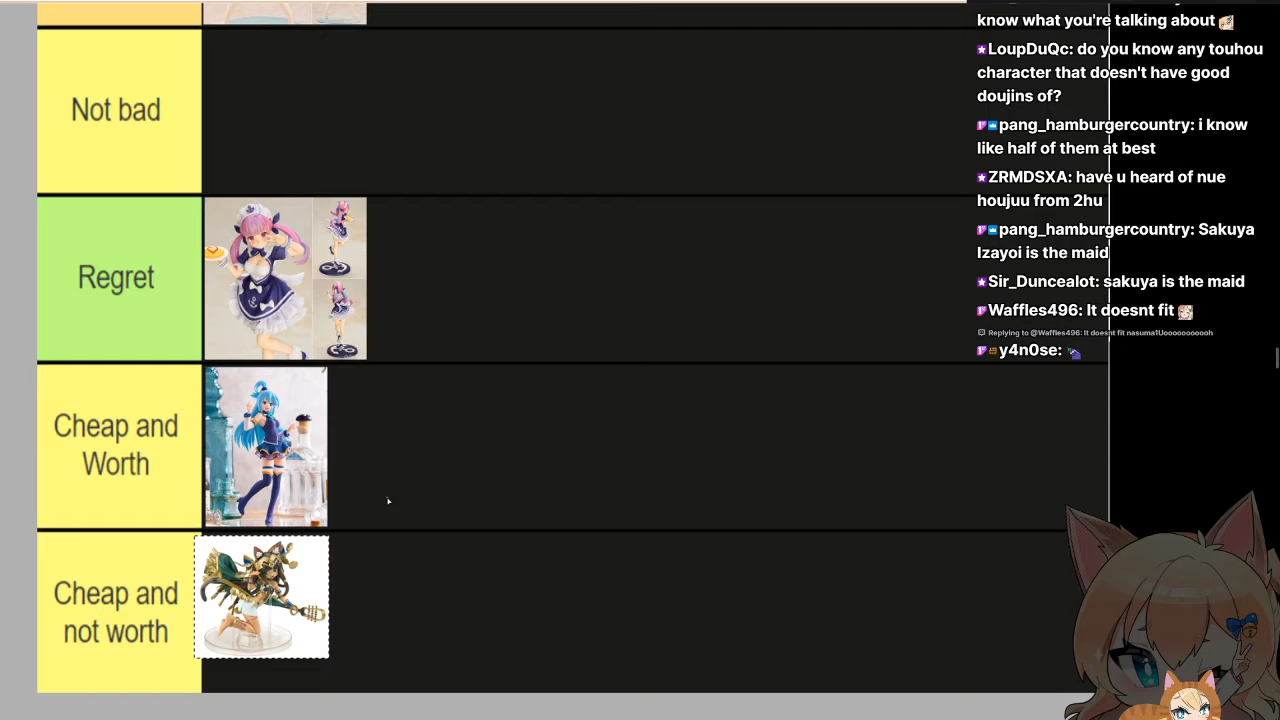 Not bad
Regret
Cheap and
Worth
Cheap and
not worth
know what you're talking about
LoupDuQc: do you know any touhou
character that doesn't have good
doujins of?
pang_hamburgercountry: i know
like half of them at best
ZRMDSXA: have u heard of nue
houjuu from 2hu
pang_hamburgercountry: Sakuya
Izayoi is the maid
Sir_Duncealot: sakuya is the maid
Waffles496: It doesnt fit
Replying to @Waffles496: It doesnt fit nasuma1Uoooooooooooh
y4n0se: